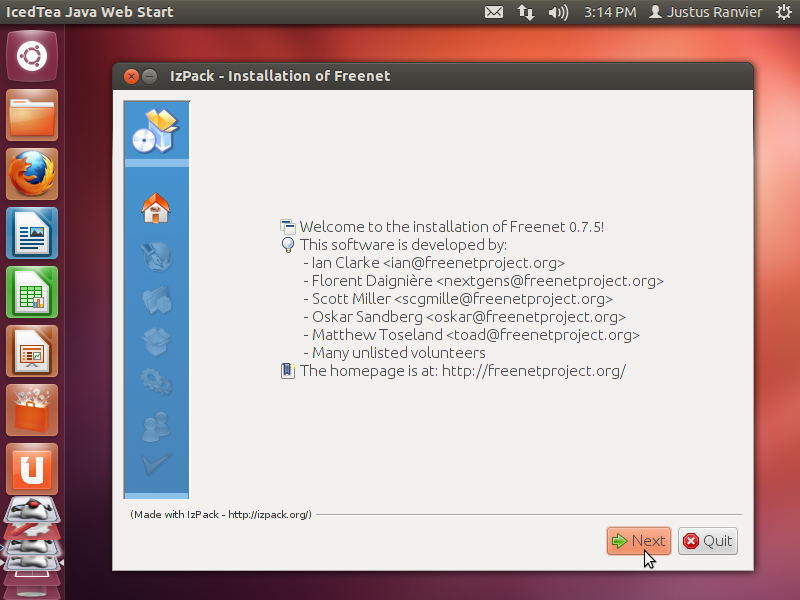 IcedTea Java Web Start
3:14 PM
Justus Ranvier
IzPack - Installation of Freenet
Welcome to the installation of Freenet 0.7.5!
This software is developed by:
- Ian Clarke <ian@freenetproject.org>
- Florent Daignière <nextgens@freenetproject.org>
- Scott Miller <scgmille@freenetproject.org>
- Oskar Sandberg <oskar@freenetproject.org>
- Matthew Toseland <toad@freenetproject.org>
- Many unlisted volunteers
The homepage is at: http://freenetproject.org/
(Made with IzPack - http://izpack.org/)
Next
Quit